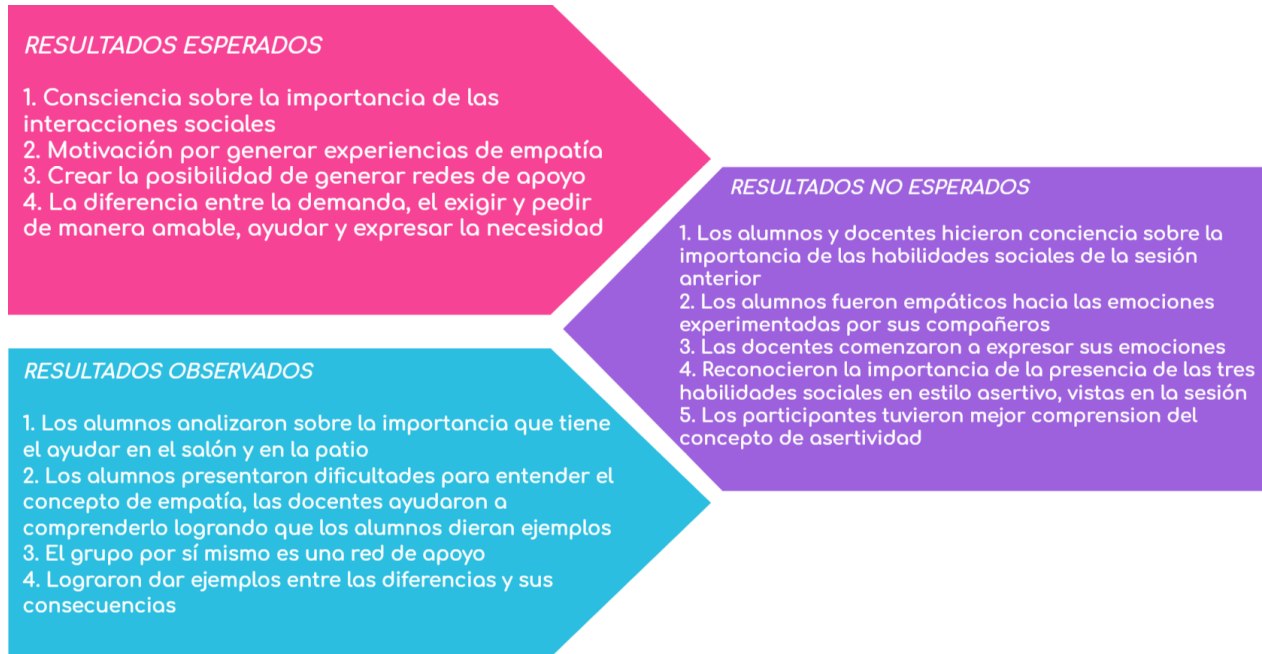 RESULTADOS ESPERADOS
1. Consciencia sobre la importancia de las
interacciones sociales
2. Motivación por generar experiencias de empatía
3. Crear la posibilidad de generar redes de apoyo
4. La diferencia entre la demanda, el exigir y pedir
de manera amable, ayudar y expresar la necesidad
RESULTADOS NO ESPERADOS
1. Los alumnos y docentes hicieron conciencia sobre la
importancia de las habilidades sociales de la sesión
anterior
2. Los alumnos fueron empáticos hacia las emociones
experimentadas por sus compañeros
3. Las docentes comenzaron a expresar sus emociones
4. Reconocieron la importancia de la presencia de las tres
habilidades sociales en estilo asertivo, vistas en la sesión
5. Los participantes tuvieron mejor comprension del
concepto de asertividad
RESULTADOS OBSERVADOS
1. Los alumnos analizaron sobre la importancia que tiene
el ayudar en el salón y en la patio
2. Los alumnos presentaron dificultades para entender el
concepto de empatía, las docentes ayudaron a
comprenderlo logrando que los alumnos dieran ejemplos
3. El grupo por sí mismo es una red de apoyo
4. Lograron dar ejemplos entre las diferencias y sus
consecuencias